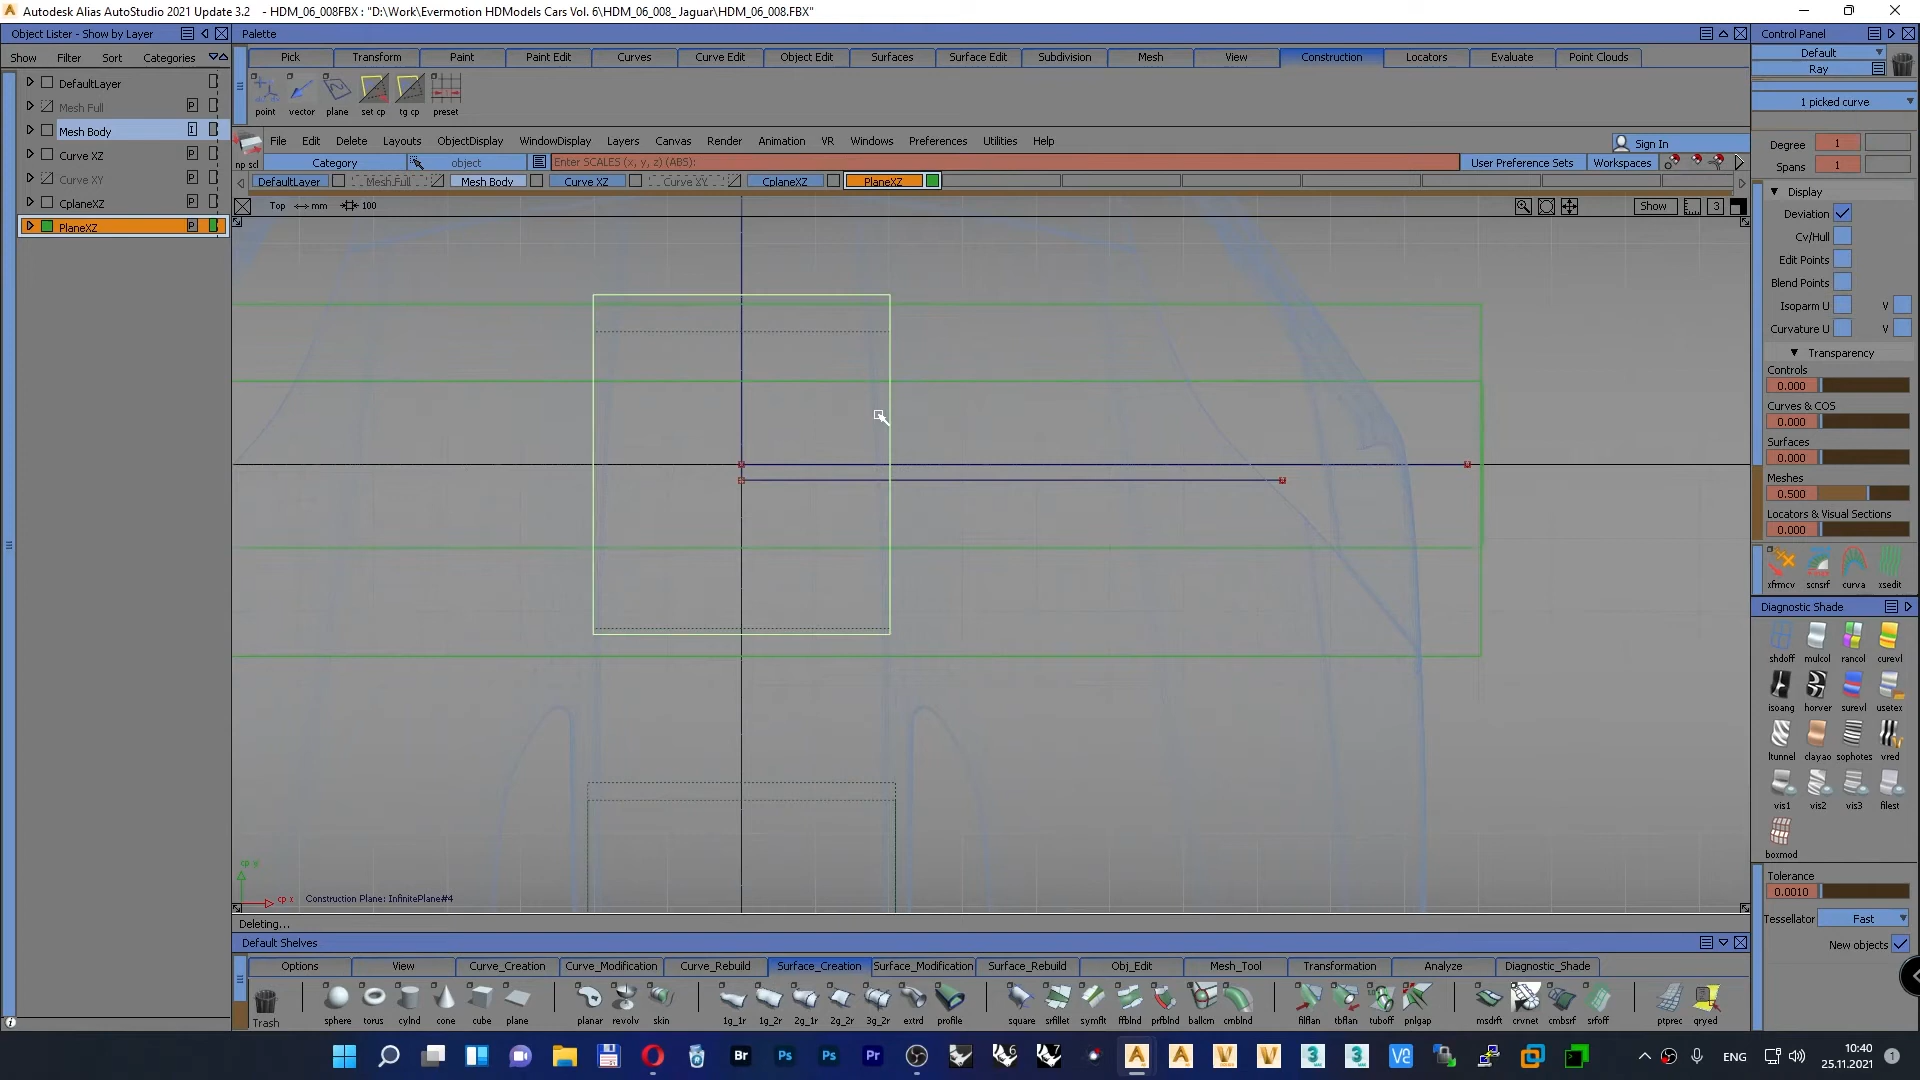 Autodesk Alias AutoStudio 2021 Update 3.2 - HDM_06_008FBX : "D:\Work\Evermotion HDModels Cars Vol. 6\HDM_06_008_ Jaguar\HDM_06_008.FBX"
Object Lister - Show by Layer
Palette
Control Panel
Show Filter Sort Categories
Pick Transform Paint Paint Edit Curves Curve Edit Object Edit Surfaces Surface Edit Subdivision Mesh View Construction Locators Evaluate Point Clouds
Default
Ray
DefaultLayer
Mesh Full P
Mesh Body I
Curve XZ P
Curve XY P
CplaneXZ P
PlaneXZ P
point vector plane set cp tg cp preset
1 picked curve
File Edit Delete Layouts ObjectDisplay WindowDisplay Layers Canvas Render Animation VR Windows Preferences Utilities Help
Sign In
np scl Category object Enter SCALES (x, y, z) (ABS): User Preference Sets Workspaces
DefaultLayer Mesh Full Mesh Body Curve XZ Curve XY CplaneXZ PlaneXZ
Top mm 100 Show 3
Degree 1
Spans 1
Display
Deviation
Cv/Hull
Edit Points
Blend Points
Isoparm U V
Curvature U V
Transparency
Controls
0.000
Curves & COS
0.000
Surfaces
0.000
Meshes
0.500
Locators & Visual Sections
0.000
xfrmcv scnsrf curva xsedit
Diagnostic Shade
shdoff mulcol rancol curevl
isoang horver surevl usetex
ltunnel clayao sophotes vred
vis1 vis2 vis3 filest
boxmod
Tolerance
0.0010
Tessellator Fast
New objects
cp y
cp x
Construction Plane: InfinitePlane#4
Deleting...
Default Shelves
Options View Curve_Creation Curve_Modification Curve_Rebuild Surface_Creation Surface_Modification Surface_Rebuild Obj_Edit Mesh_Tool Transformation Analyze Diagnostic_Shade
Trash sphere torus cylnd cone cube plane planar revolv skin 1g_1r 1g_2r 2g_1r 2g_2r 3g_2r extrd profile square srfillet symflt ffblnd prfblnd ballcrn cmblnd filflan tbflan tuboff pnlgap msdrft crvnet cmbsrf srfoff ptprec qryed
Br Ps Ps Pr
ENG
10:40
25.11.2021
1